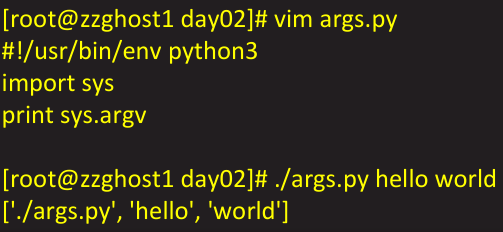 [root@zzghost1 day02]# vim args.py
#!/usr/bin/env python3
import sys
print sys.argv
[root@zzghost1 day02]# ./args.py hello world
['./args.py', 'hello', 'world']